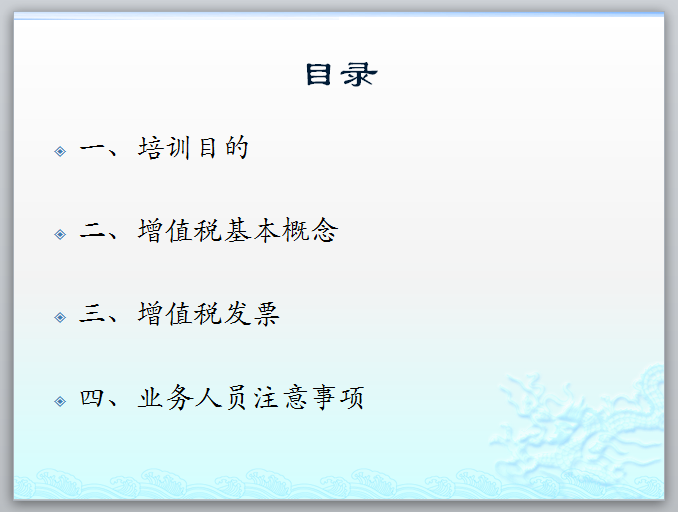 目录
一、培训目的
二、增值税基本概念
三、增值税发票
四、业务人员注意事项